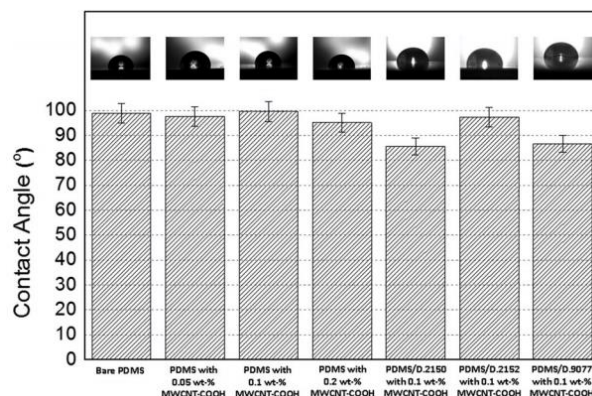 Contact Angle (°)
100
90
80
70
60
50
40
30
20
10
0
Bare PDMS
PDMS with
0.05 wt-%
MWCNT-COOH
PDMS with
0.1 wt-%
MWCNT-COOH
PDMS with
0.2 wt-%
MWCNT-COOH
PDMS/D.2150
with 0.1 wt-%
MWCNT-COOH
PDMS/D.2152
with 0.1 wt-%
MWCNT-COOH
PDMS/D.9077
with 0.1 wt-%
MWCNT-COOH